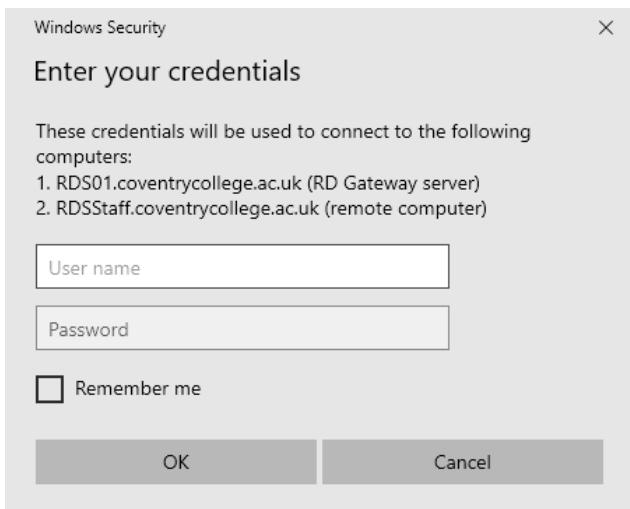 Windows Security
Enter your credentials
These credentials will be used to connect to the following
computers:
1. RDS01.coventrycollege.ac.uk (RD Gateway server)
2. RDSStaff.coventrycollege.ac.uk (remote computer)
User name
Password
Remember me
OK Cancel